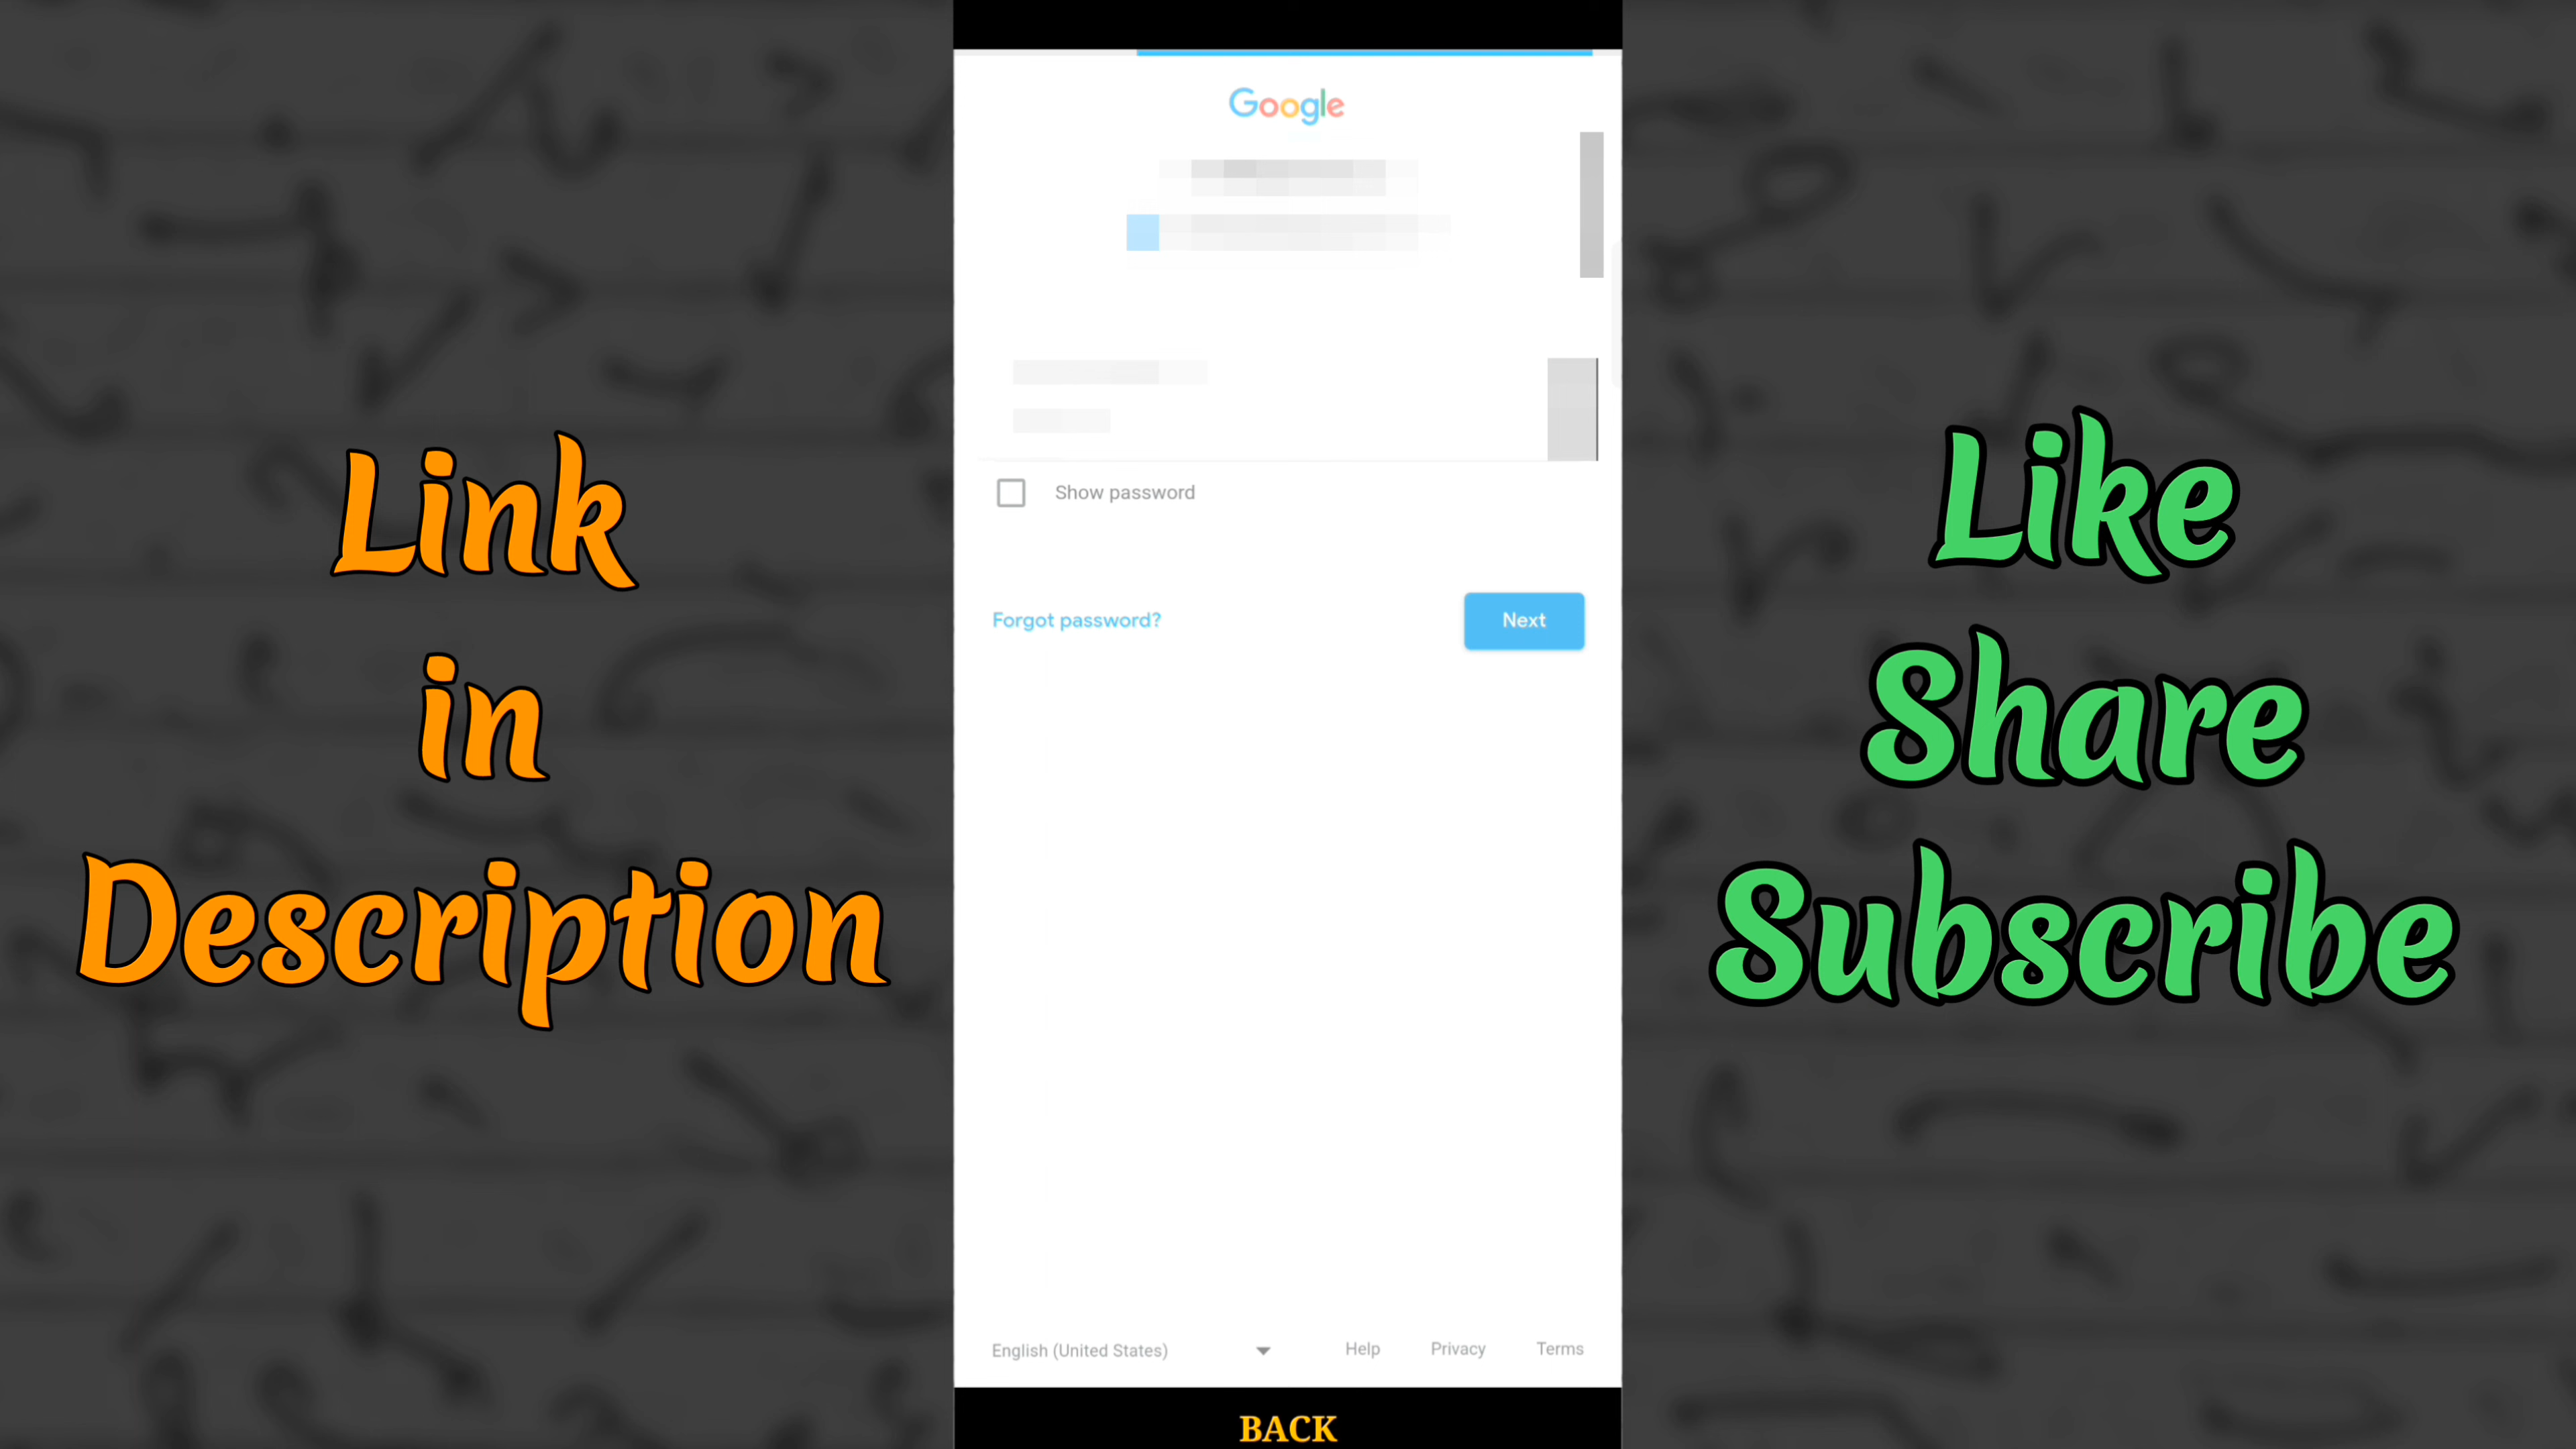 Link
in
Description
Google
Show password
Forgot password?
Next
English (United States)
Help Privacy Terms
BACK
Like
Share
Subscribe